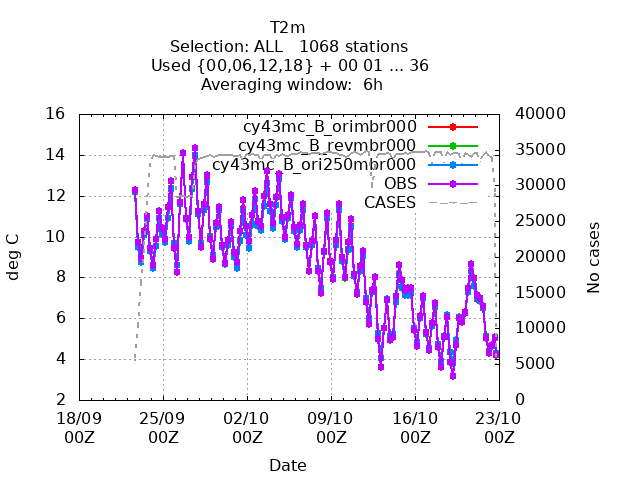 T2m
Selection: ALL   1068 stations
Used {00,06,12,18} + 00 01 ... 36
Averaging window:  6h
16
14
12
10
8
6
4
2
deg C
40000
35000
30000
25000
20000
15000
10000
5000
0
No cases
cy43mc_B_orimbr000
cy43mc_B_revmbr000
cy43mc_B_ori250mbr000
OBS
CASES
18/09 25/09 02/10 09/10 16/10 23/10
00Z 00Z 00Z 00Z 00Z 00Z
Date